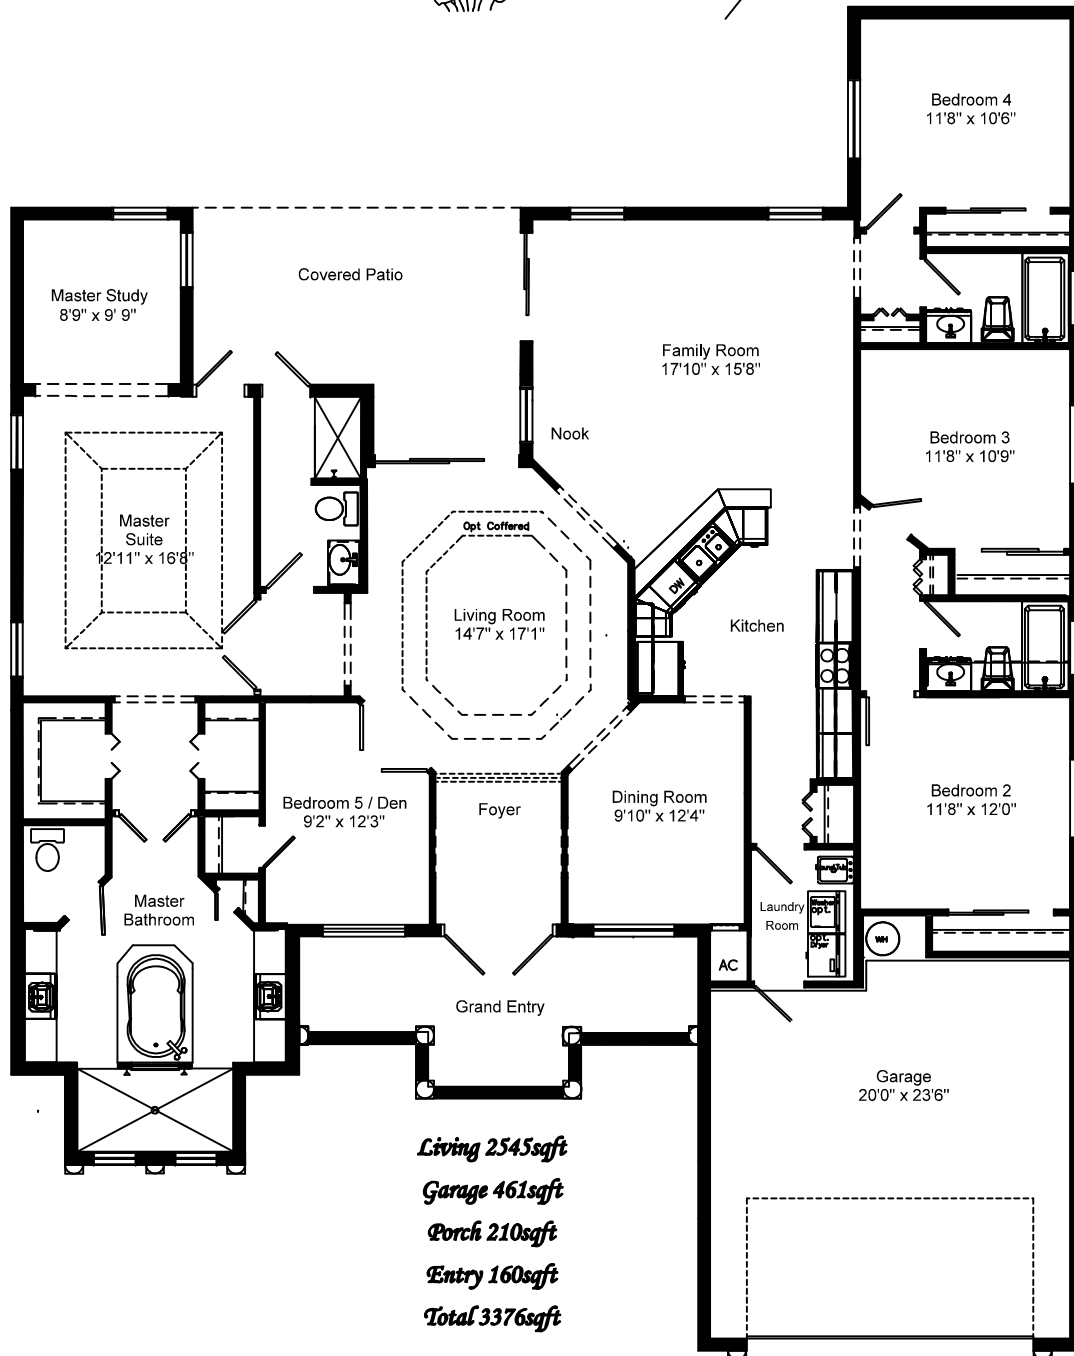 Bedroom 4
11'8" x 10'6"
Covered Patio
Master Study
8'9" x 9' 9"
Family Room
17'10" x 15'8"
Nook
Bedroom 3
11'8" x 10'9"
Opt Coffered
Master
Suite
12'11" x 16'8"
DW
Living Room
14'7" x 17'1"
Kitchen
Bedroom 2
11'8" x 12'0"
Bedroom 5 / Den
9'2" x 12'3"
Foyer
Dining Room
9'10" x 12'4"
Master
Bathroom
Laundry
Room
Washer
opt.
opt.
Dryer
WH
AC
Grand Entry
Garage
20'0" x 23'6"
Living 2545sqft
Garage 461sqft
Porch 210sqft
Entry 160sqft
Total 3376sqft